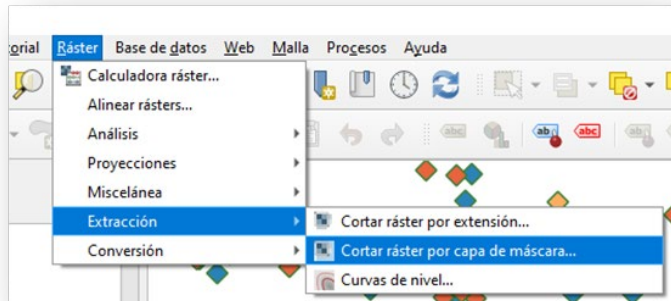 torial Ráster Base de datos Web Malla Procesos Ayuda
Calculadora ráster...
Alinear rásters...
abc
abc
abc
Análisis
Proyecciones
Miscelánea
Extracción
Cortar ráster por extensión...
Conversión
Cortar ráster por capa de máscara...
Curvas de nivel...